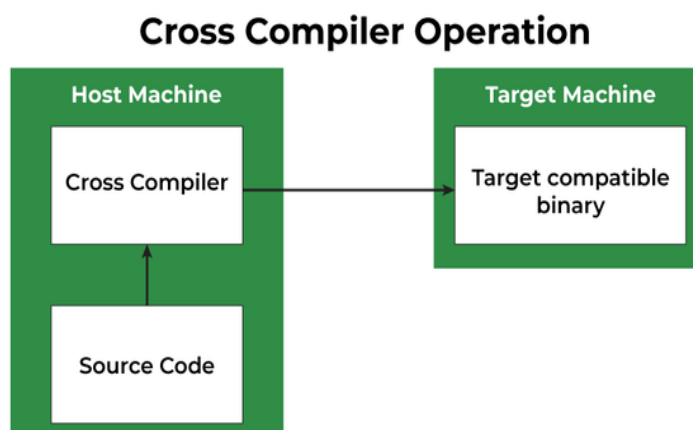 Cross Compiler Operation
Host Machine
Cross Compiler
Source Code
Target Machine
Target compatible
binary